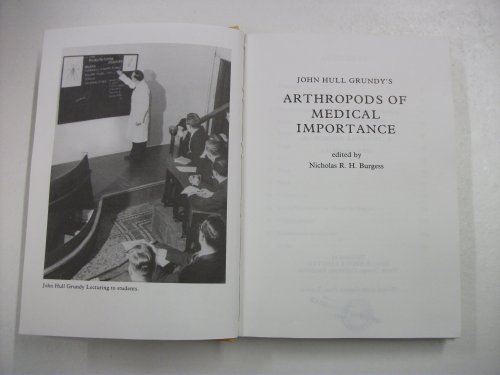 John Hull Grundy Lecturing to students.
JOHN HULL GRUNDY'S
ARTHROPODS OF
MEDICAL
IMPORTANCE
edited by
Nicholas R. H. Burgess